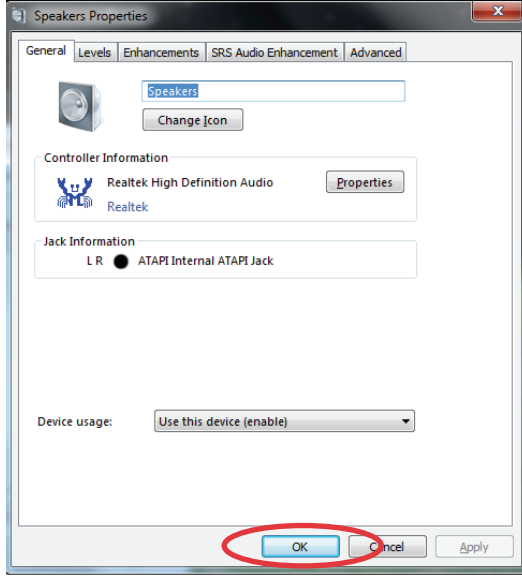 Speakers Properties
x
General Levels Enhancements SRS Audio Enhancement Advanced
Speakers
Change Icon
Controller Information
Realtek High Definition Audio Properties
Realtek
Jack Information
L R ATAPI Internal ATAPI Jack
Device usage: Use this device (enable)
OK Cancel Apply